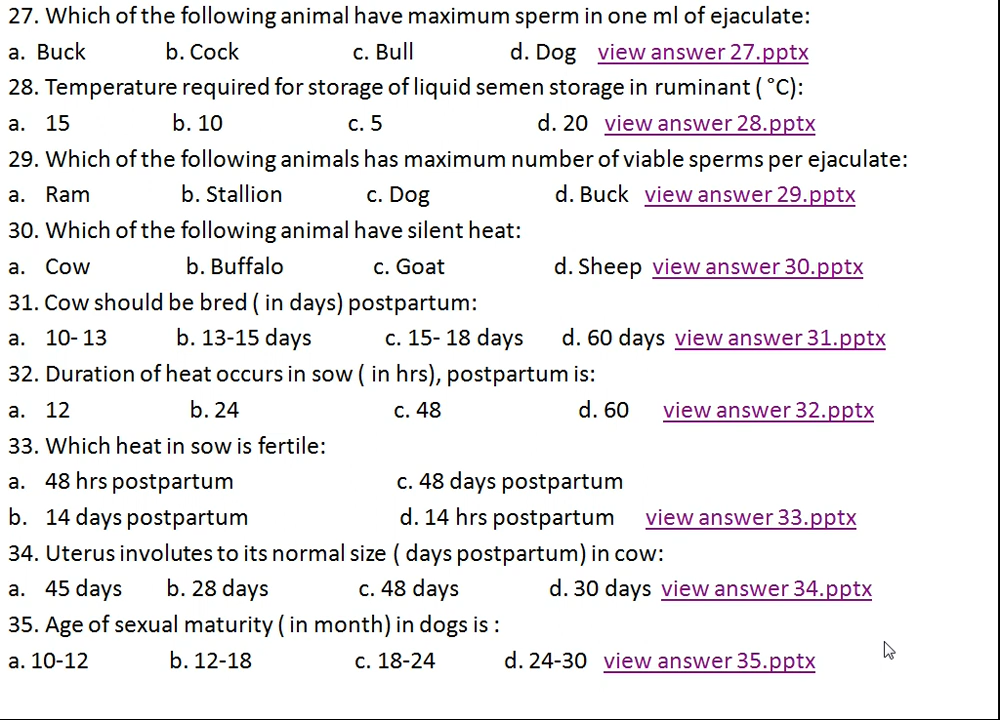 27. Which of the following animal have maximum sperm in one ml of ejaculate:
a. Buck b. Cock c. Bull d. Dog view answer 27.pptx
28. Temperature required for storage of liquid semen storage in ruminant ( °C):
a. 15 b. 10 c. 5 d. 20 view answer 28.pptx
29. Which of the following animals has maximum number of viable sperms per ejaculate:
a. Ram b. Stallion c. Dog d. Buck view answer 29.pptx
30. Which of the following animal have silent heat:
a. Cow b. Buffalo c. Goat d. Sheep view answer 30.pptx
31. Cow should be bred ( in days) postpartum:
a. 10- 13 b. 13-15 days c. 15- 18 days d. 60 days view answer 31.pptx
32. Duration of heat occurs in sow ( in hrs), postpartum is:
a. 12 b. 24 c. 48 d. 60 view answer 32.pptx
33. Which heat in sow is fertile:
a. 48 hrs postpartum c. 48 days postpartum
b. 14 days postpartum d. 14 hrs postpartum view answer 33.pptx
34. Uterus involutes to its normal size ( days postpartum) in cow:
a. 45 days b. 28 days c. 48 days d. 30 days view answer 34.pptx
35. Age of sexual maturity ( in month) in dogs is :
a. 10-12 b. 12-18 c. 18-24 d. 24-30 view answer 35.pptx